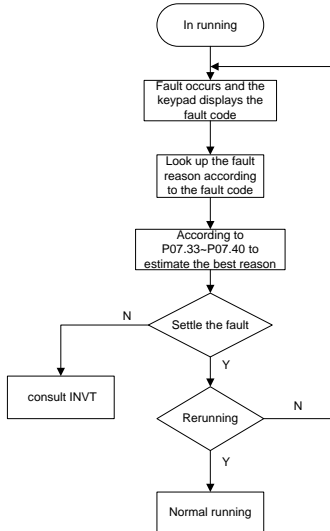 In running
Fault occurs and the
keypad displays the
fault code
Look up the fault
reason according
to the fault code
According to
P07.33~P07.40 to
estimate the best reason
N
Settle the fault
Y
consult INVT
Rerunning
N
Y
Normal running